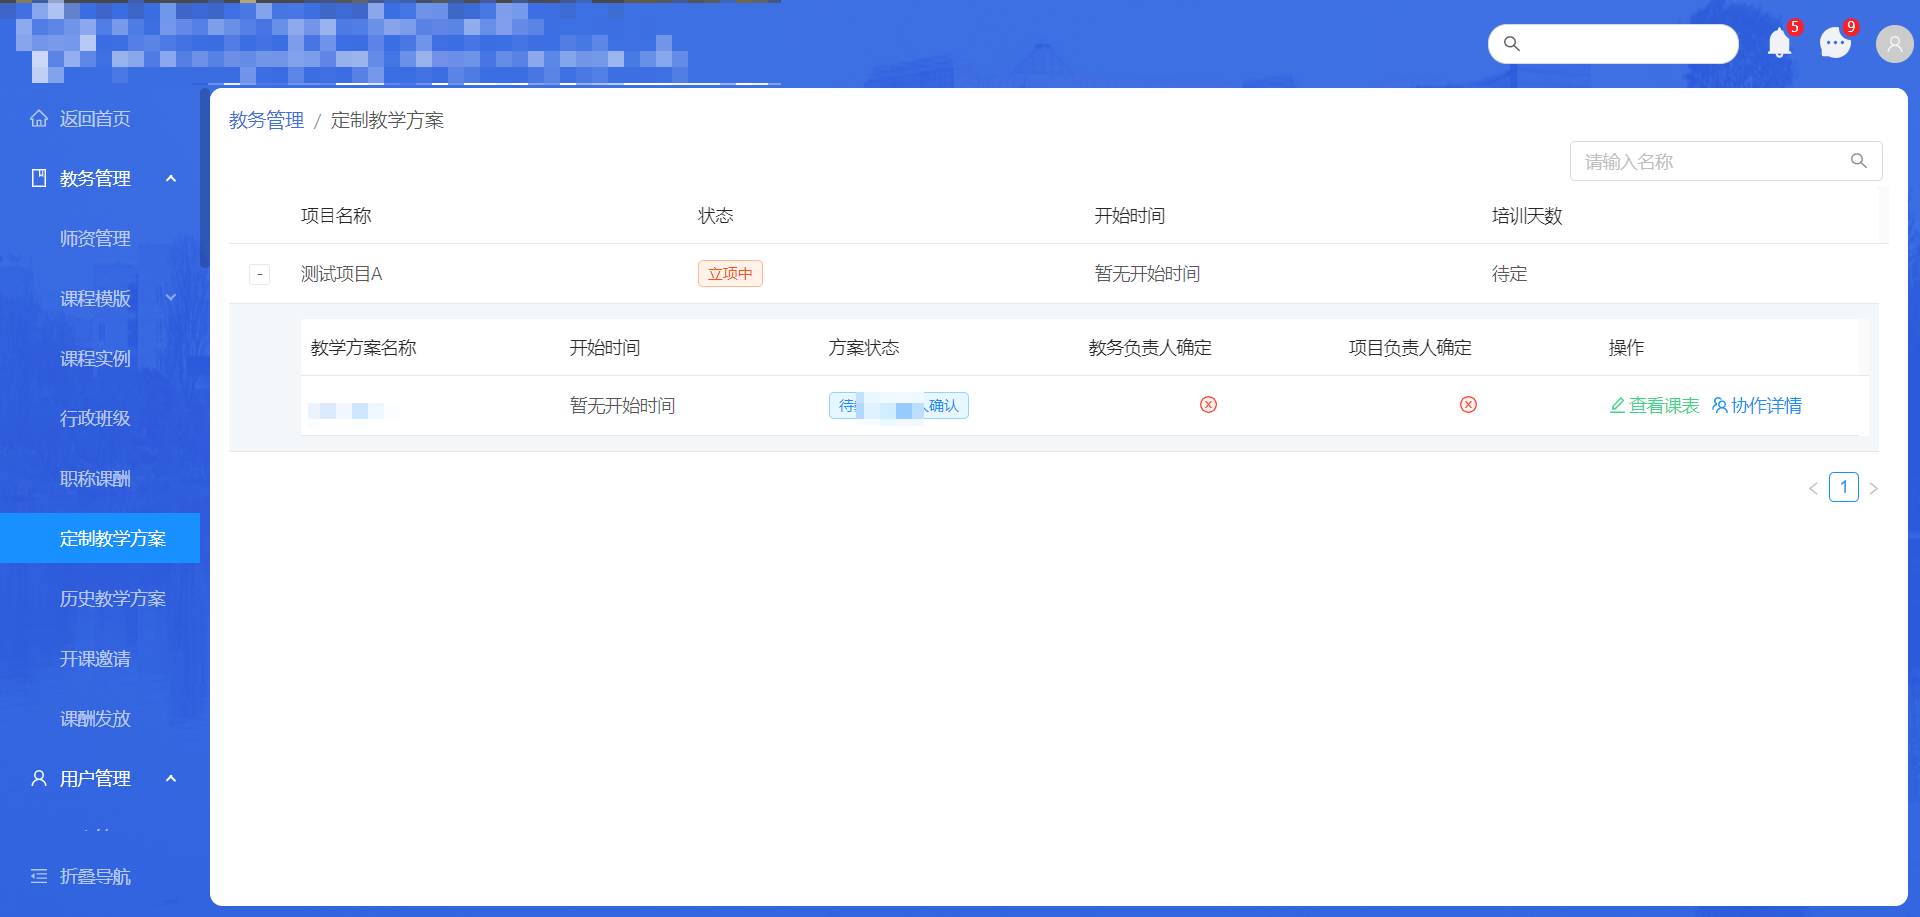 5
9
返回首页
教务管理
师资管理
课程模版
课程实例
行政班级
职称课酬
定制教学方案
历史教学方案
开课邀请
课酬发放
用户管理
折叠导航
教务管理 / 定制教学方案
请输入名称
项目名称 状态 开始时间 培训天数
- 测试项目A 立项中 暂无开始时间 待定
教学方案名称 开始时间 方案状态 教务负责人确定 项目负责人确定 操作
暂无开始时间 待 人确认 查看课表 协作详情
< 1 >